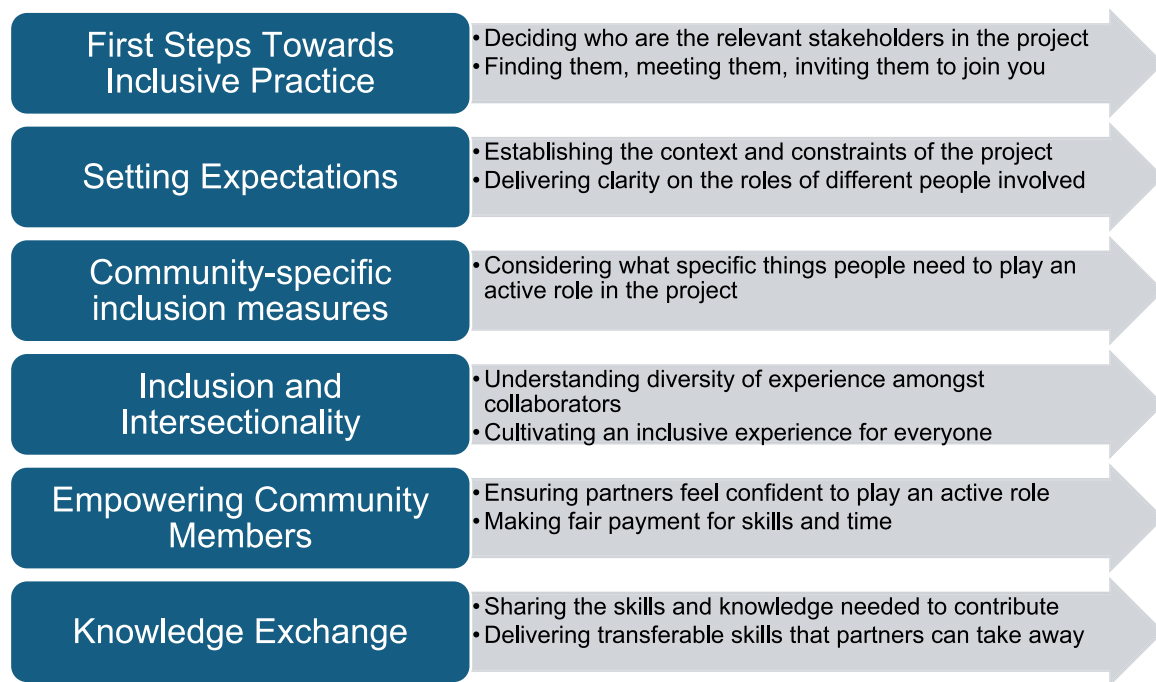 First Steps Towards
Inclusive Practice
• Deciding who are the relevant stakeholders in the project
• Finding them, meeting them, inviting them to join you
Setting Expectations
• Establishing the context and constraints of the project
• Delivering clarity on the roles of different people involved
Community-specific
inclusion measures
• Considering what specific things people need to play an
active role in the project
Inclusion and
Intersectionality
• Understanding diversity of experience amongst
collaborators
• Cultivating an inclusive experience for everyone
Empowering Community
Members
• Ensuring partners feel confident to play an active role
• Making fair payment for skills and time
Knowledge Exchange
• Sharing the skills and knowledge needed to contribute
• Delivering transferable skills that partners can take away